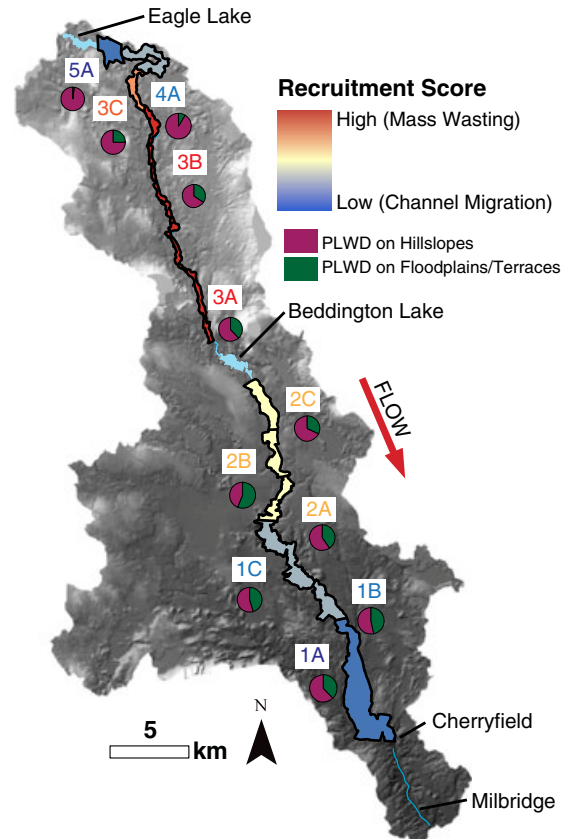 Eagle Lake
5A
4A
3C
3B
3A
Recruitment Score
High (Mass Wasting)
Low (Channel Migration)
PLWD on Hillslopes
PLWD on Floodplains/Terraces
Beddington Lake
FLOW
2C
2B
2A
1C
1B
1A
N
5
km
Cherryfield
Milbridge